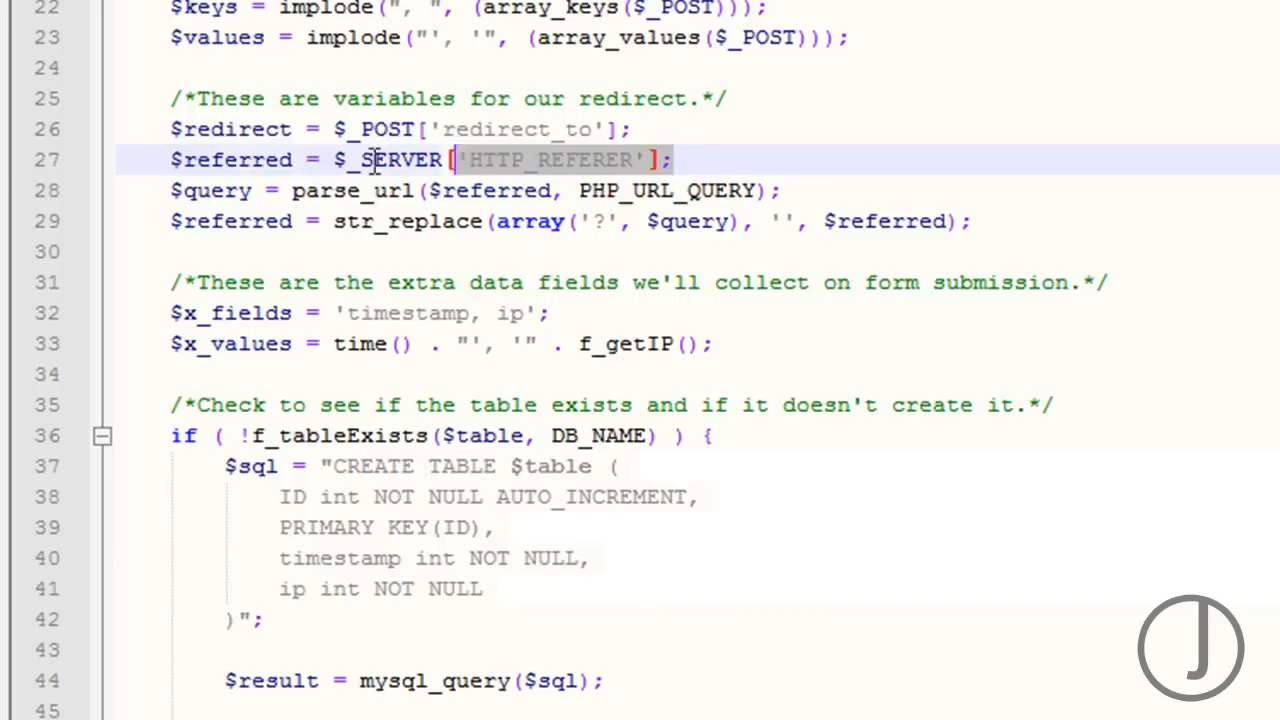 22 $keys = implode(", ", (array_keys($_POST)));
23 $values = implode("', '", (array_values($_POST)));
24
25 /*These are variables for our redirect.*/
26 $redirect = $_POST['redirect_to'];
27 $referred = $_SERVER['HTTP_REFERER'];
28 $query = parse_url($referred, PHP_URL_QUERY);
29 $referred = str_replace(array('?', $query), '', $referred);
30
31 /*These are the extra data fields we'll collect on form submission.*/
32 $x_fields = 'timestamp, ip';
33 $x_values = time() . "', '" . f_getIP();
34
35 /*Check to see if the table exists and if it doesn't create it.*/
36 if ( !f_tableExists($table, DB_NAME) ) {
37 $sql = "CREATE TABLE $table (
38 ID int NOT NULL AUTO_INCREMENT,
39 PRIMARY KEY(ID),
40 timestamp int NOT NULL,
41 ip int NOT NULL
42 )";
43
44 $result = mysql_query($sql);
45
J